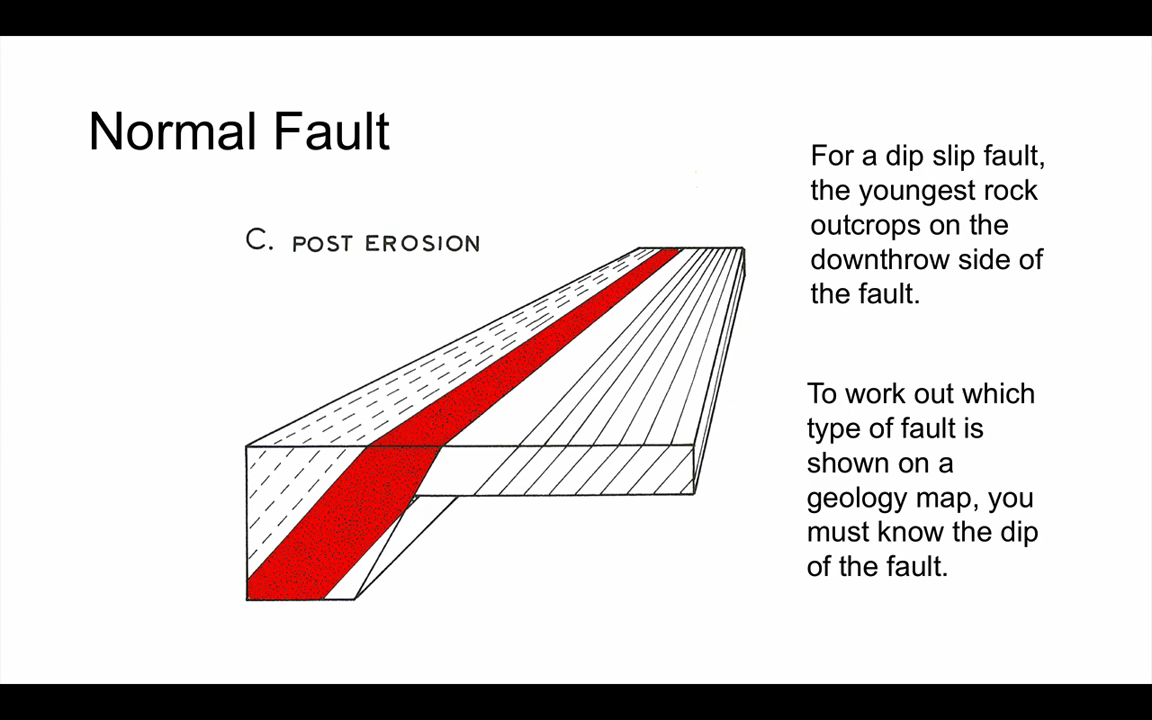 Normal Fault
C. POST EROSION
For a dip slip fault,
the youngest rock
outcrops on the
downthrow side of
the fault.
To work out which
type of fault is
shown on a
geology map, you
must know the dip
of the fault.